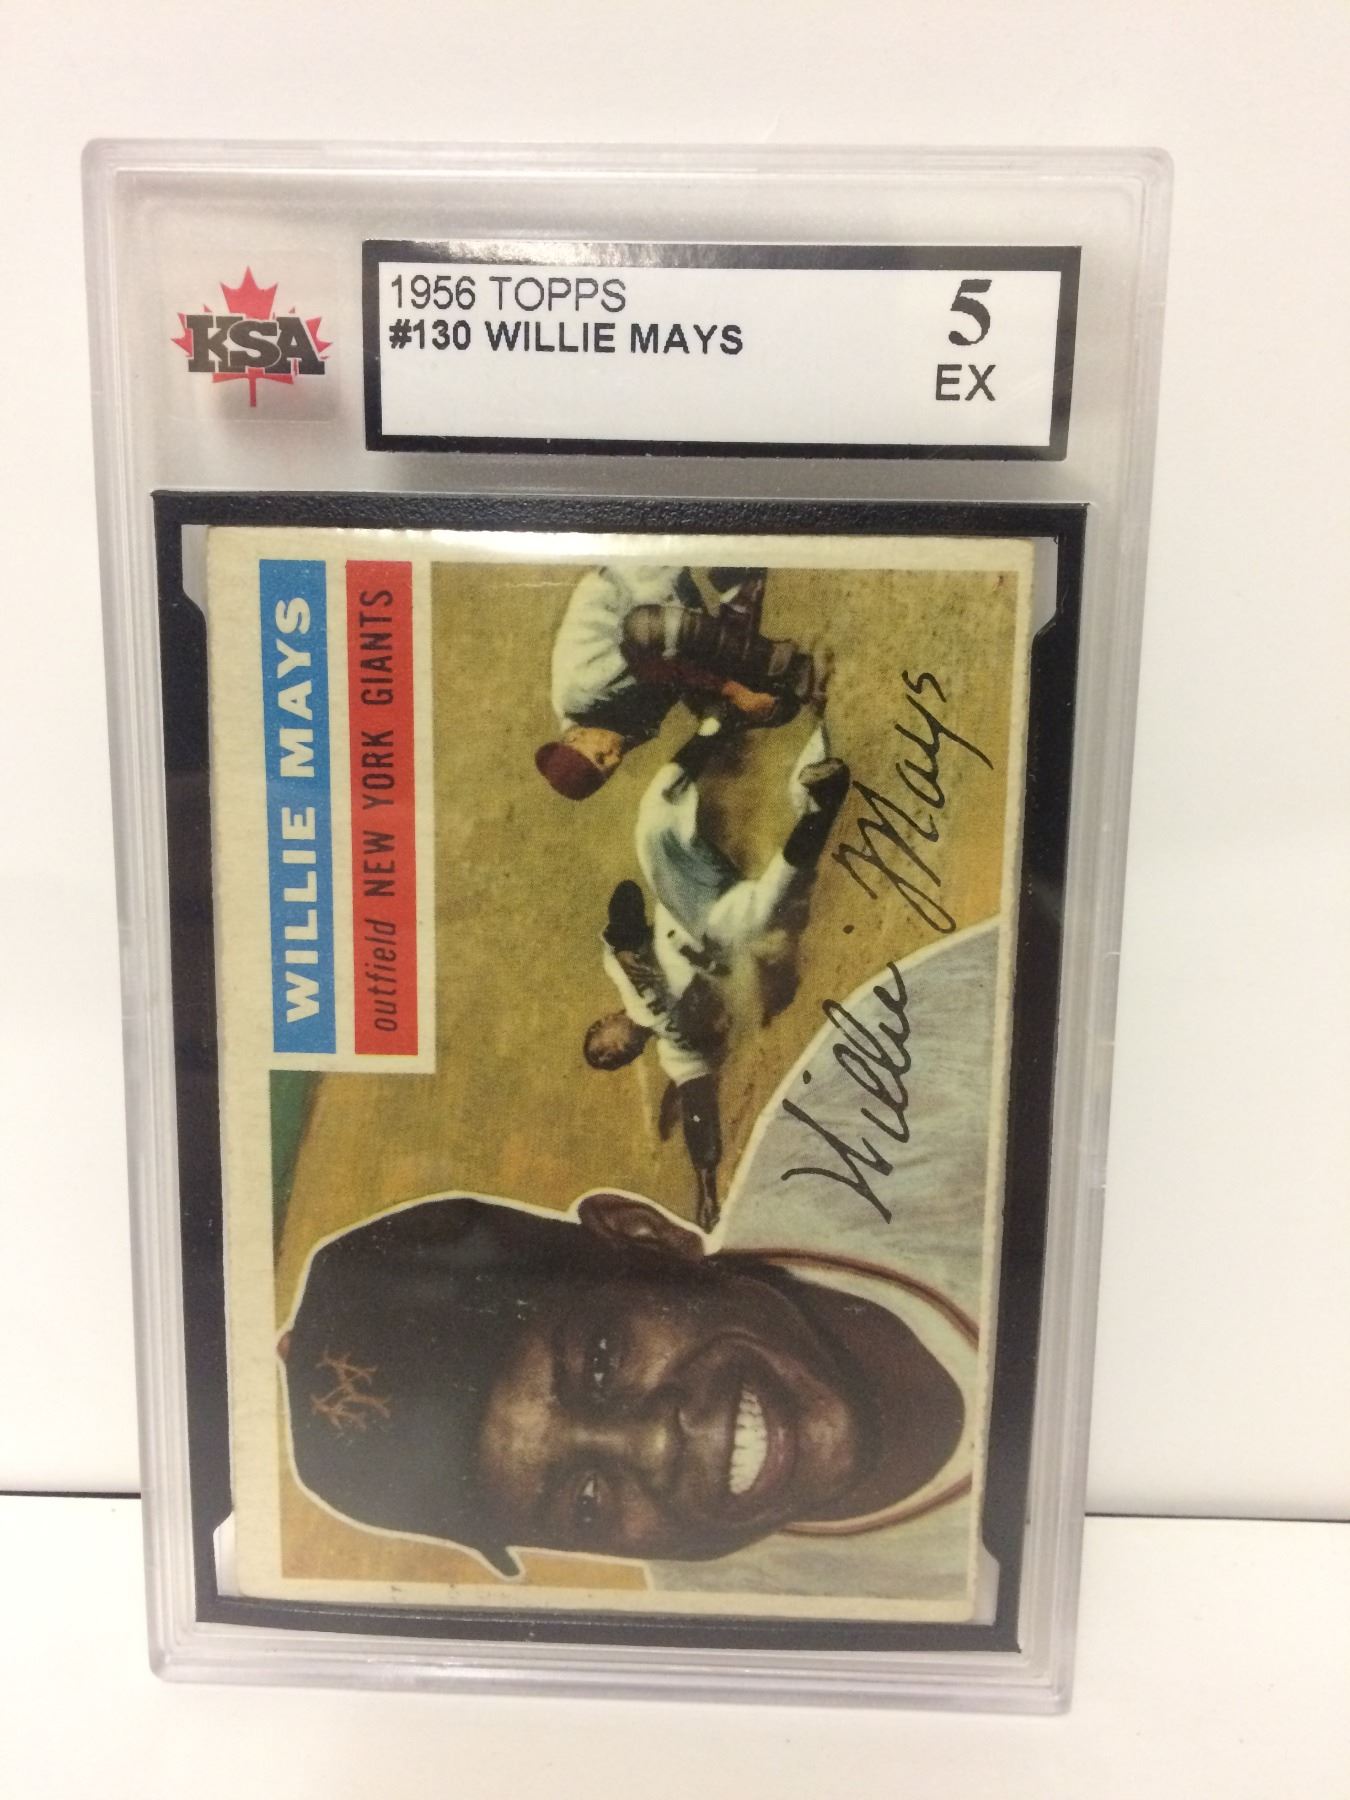 KSA
1956 TOPPS
#130 WILLIE MAYS
5
EX
WILLIE MAYS
outfield NEW YORK GIANTS
Willie Mays